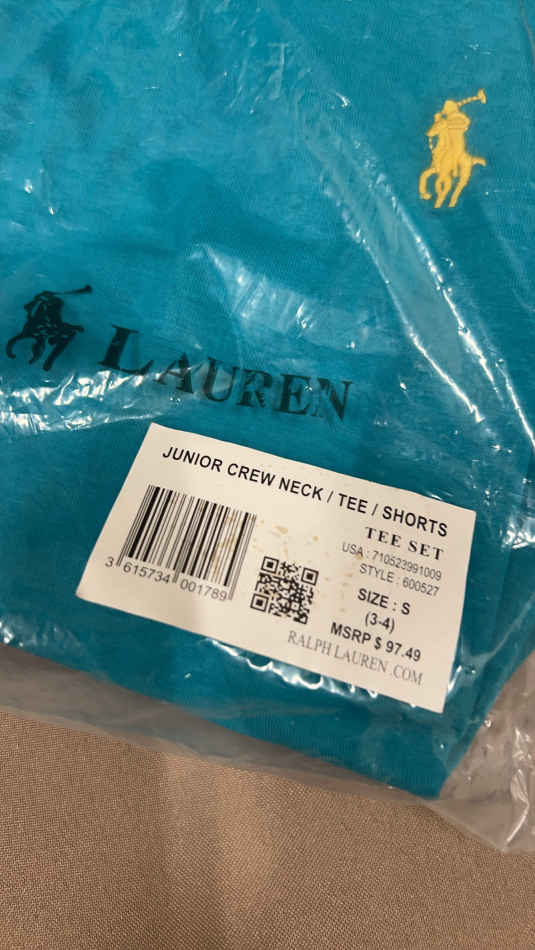 LAUREN
JUNIOR CREW NECK / TEE / SHORTS
TEE SET
USA : 710523991009
STYLE : 600527
3 615734 001789
SIZE : S
(3-4)
MSRP $ 97.49
RALPH LAUREN .COM